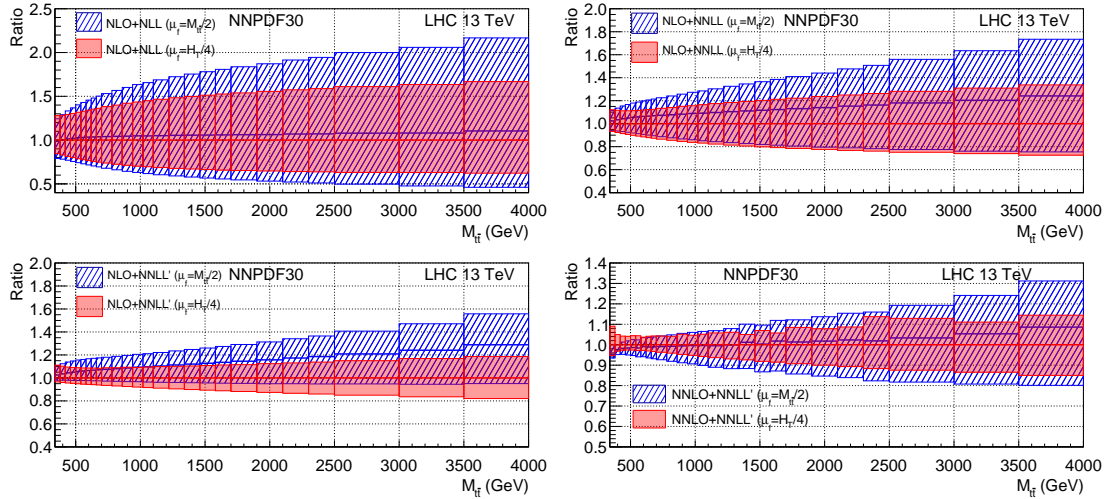 Ratio
2.5
2.0
1.5
1.0
0.5
NLO+NLL (μf=Mtt̄/2)
NNPDF30
LHC 13 TeV
NLO+NLL (μf=HT/4)
500 1000 1500 2000 2500 3000 3500 4000
Mtt̄ (GeV)
Ratio
2.0
1.8
1.6
1.4
1.2
1.0
0.8
0.6
0.4
NLO+NNLL (μf=Mtt̄/2)
NNPDF30
LHC 13 TeV
NLO+NNLL (μf=HT/4)
500 1000 1500 2000 2500 3000 3500 4000
Mtt̄ (GeV)
Ratio
2.0
1.8
1.6
1.4
1.2
1.0
0.8
0.6
0.4
NLO+NNLL' (μf=Mtt̄/2)
NNPDF30
LHC 13 TeV
NLO+NNLL' (μf=HT/4)
500 1000 1500 2000 2500 3000 3500 4000
Mtt̄ (GeV)
Ratio
1.4
1.3
1.2
1.1
1.0
0.9
0.8
0.7
0.6
0.5
NNPDF30
LHC 13 TeV
NNLO+NNLL' (μf=Mtt̄/2)
NNLO+NNLL' (μf=HT/4)
500 1000 1500 2000 2500 3000 3500 4000
Mtt̄ (GeV)